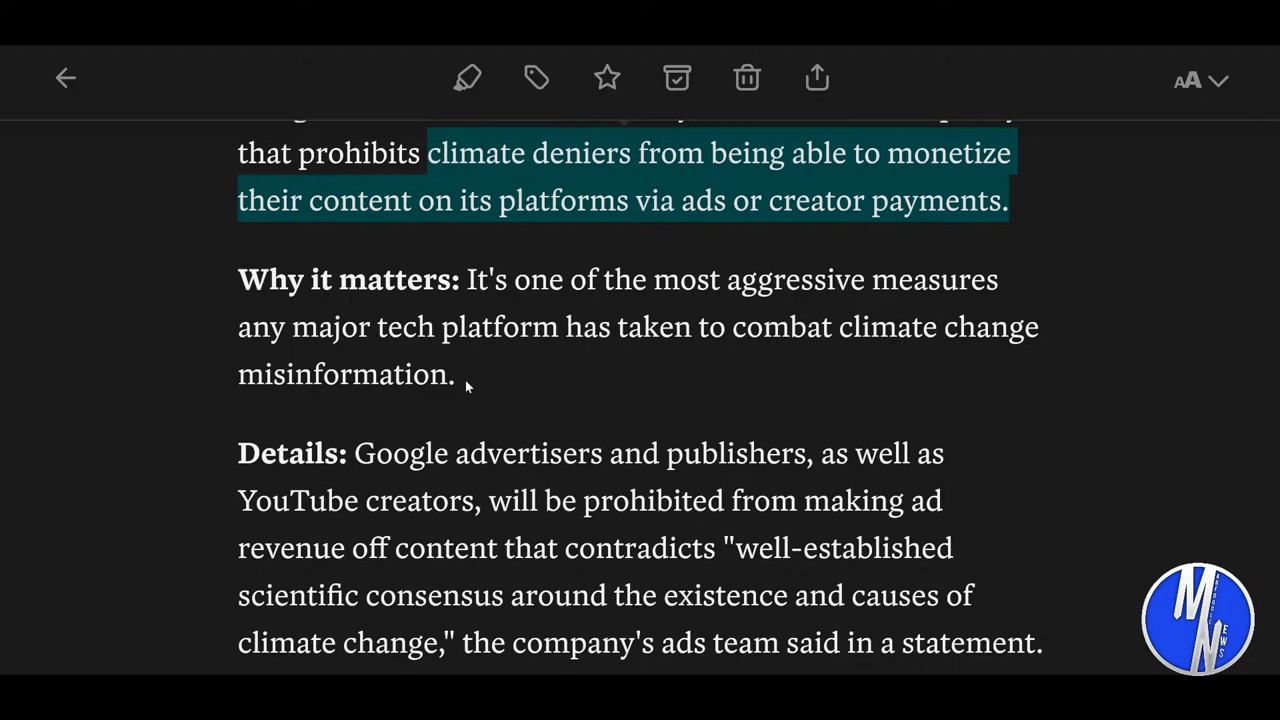 that prohibits climate deniers from being able to monetize
their content on its platforms via ads or creator payments.
Why it matters: It's one of the most aggressive measures
any major tech platform has taken to combat climate change
misinformation.
Details: Google advertisers and publishers, as well as
YouTube creators, will be prohibited from making ad
revenue off content that contradicts "well-established
scientific consensus around the existence and causes of
climate change," the company's ads team said in a statement.
AA
M
N
EWS